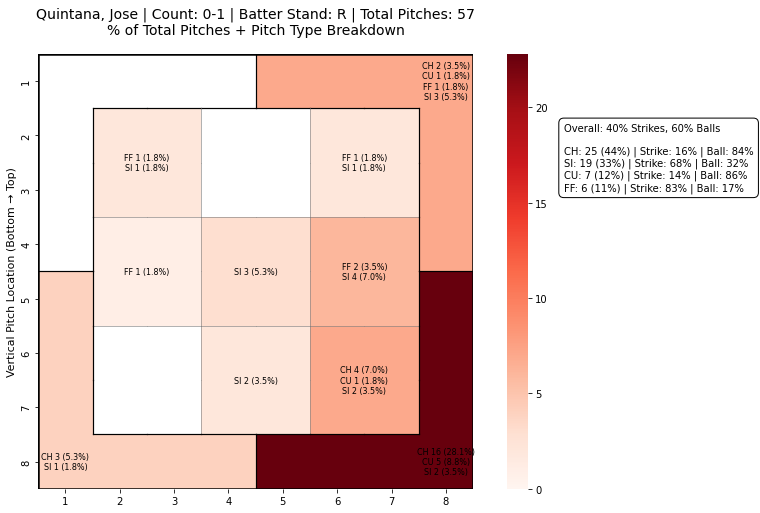 Quintana, Jose | Count: 0-1 | Batter Stand: R | Total Pitches: 57
% of Total Pitches + Pitch Type Breakdown
CH 2 (3.5%)
CU 1 (1.8%)
FF 1 (1.8%)
SI 3 (5.3%)
FF 1 (1.8%)
SI 1 (1.8%)
FF 1 (1.8%)
SI 1 (1.8%)
FF 1 (1.8%)
SI 3 (5.3%)
FF 2 (3.5%)
SI 4 (7.0%)
SI 2 (3.5%)
CH 4 (7.0%)
CU 1 (1.8%)
SI 2 (3.5%)
CH 3 (5.3%)
SI 1 (1.8%)
CH 16 (28.1%)
CU 5 (8.8%)
SI 2 (3.5%)
Vertical Pitch Location (Bottom → Top)
1
2
3
4
5
6
7
8
1
2
3
4
5
6
7
8
20
15
10
5
0
Overall: 40% Strikes, 60% Balls
CH: 25 (44%) | Strike: 16% | Ball: 84%
SI: 19 (33%) | Strike: 68% | Ball: 32%
CU: 7 (12%) | Strike: 14% | Ball: 86%
FF: 6 (11%) | Strike: 83% | Ball: 17%